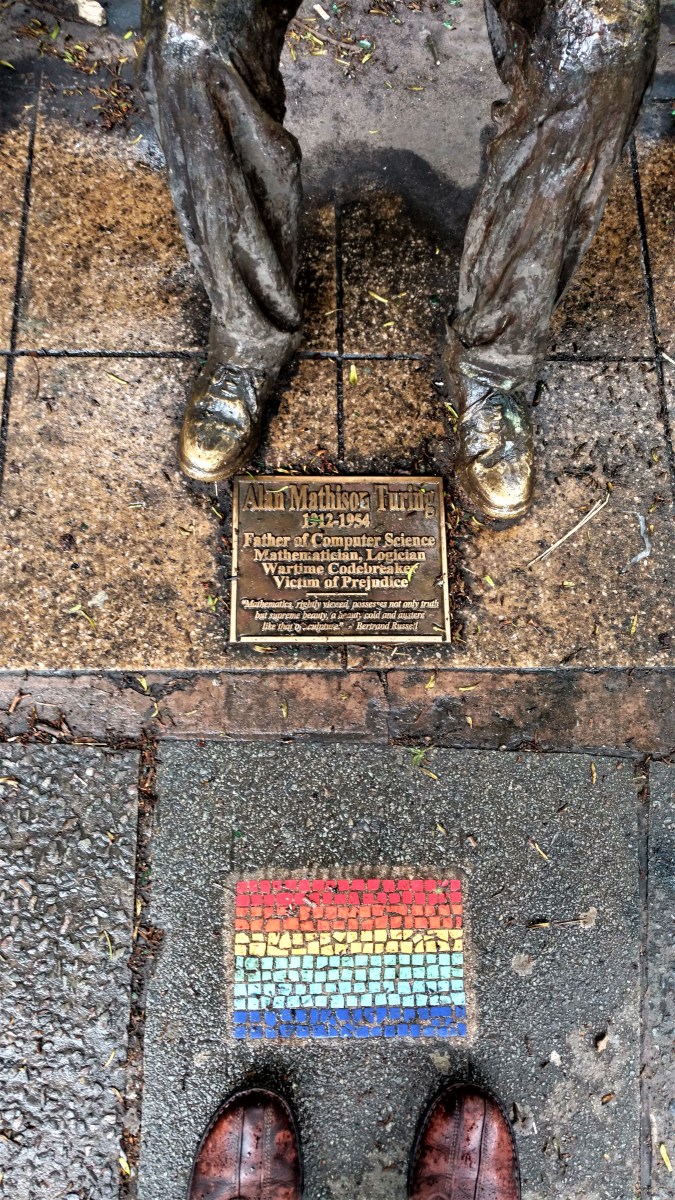 Alan Mathison Turing
1912-1954
Father of Computer Science
Mathematician, Logician
Wartime Codebreaker
Victim of Prejudice
"Mathematics, rightly viewed, possesses not only truth
but supreme beauty, a beauty cold and austere
like that of sculpture." - Bertrand Russell